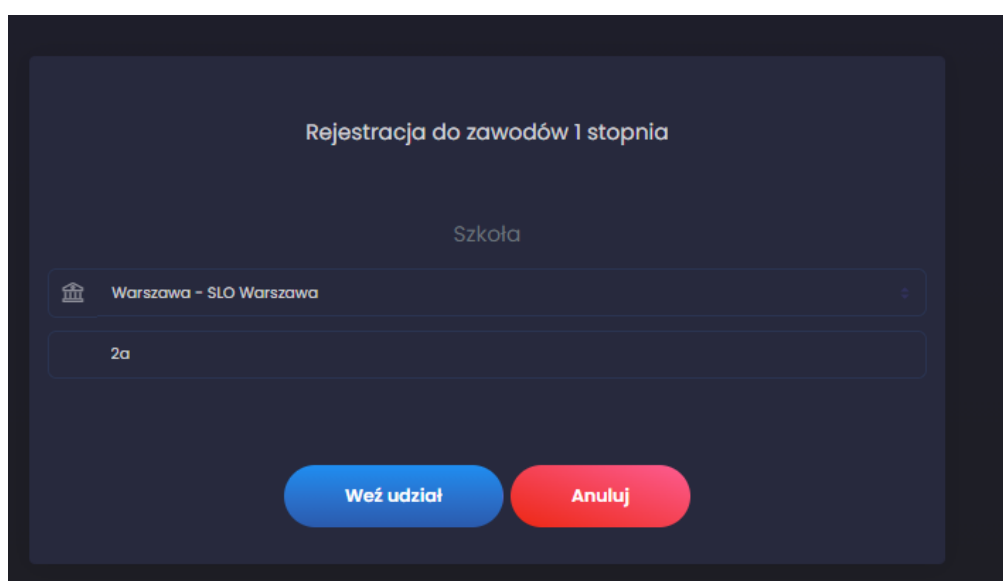 Rejestracja do zawodów 1 stopnia
Szkoła
Warszawa - SLO Warszawa
2a
Weź udział Anuluj